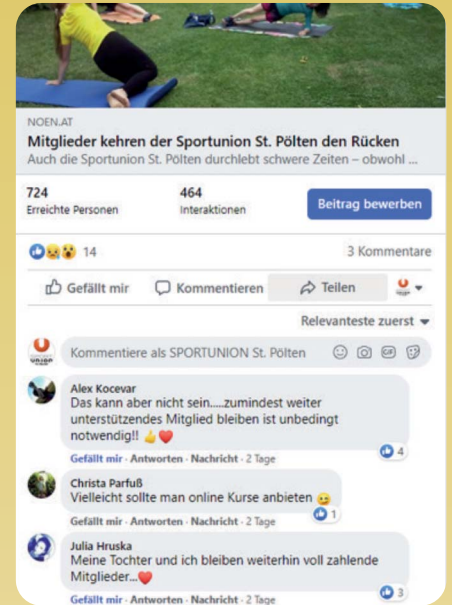 NOEN.AT
Mitglieder kehren der Sportunion St. Pölten den Rücken
Auch die Sportunion St. Pölten durchlebt schwere Zeiten – obwohl ...
724
Erreichte Personen
464
Interaktionen
Beitrag bewerben
14
3 Kommentare
Gefällt mir
Kommentieren
Teilen
Relevanteste zuerst
Kommentiere als SPORTUNION St. Pölten
GIF
Alex Kocevar
Das kann aber nicht sein.....zumindest weiter
unterstützendes Mitglied bleiben ist unbedingt
notwendig!! 👍❤️
Gefällt mir · Antworten · Nachricht · 2 Tage
4
Christa Parfuß
Vielleicht sollte man online Kurse anbieten 😉
Gefällt mir · Antworten · Nachricht · 2 Tage
1
Julia Hruska
Meine Tochter und ich bleiben weiterhin voll zahlende
Mitglieder...❤️
Gefällt mir · Antworten · Nachricht · 2 Tage
3